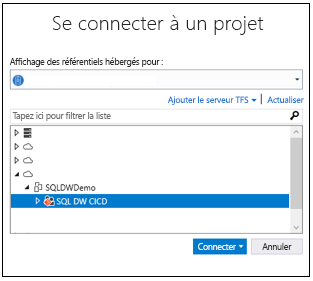 Se connecter à un projet
Affichage des référentiels hébergés pour :
Ajouter le serveur TFS | Actualiser
Tapez ici pour filtrer la liste
SQLDWDemo
SQL DW CICD
Connecter
Annuler